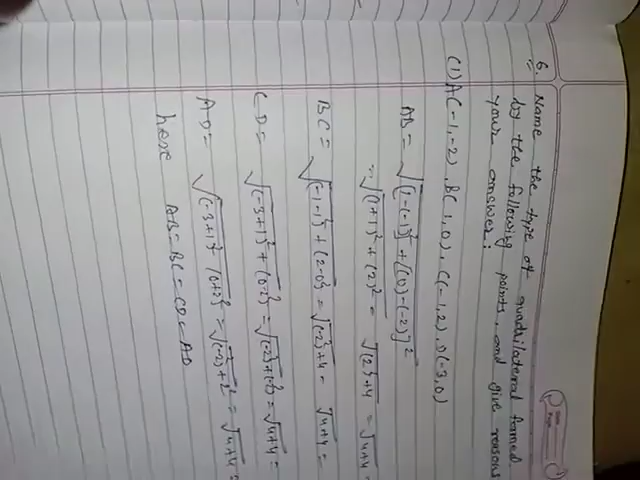 6. Name the type of quadrilateral formed
by the following points, and give reasons
your answer:
(1) A(-1,-2), B(1,0), C(-1,2), D(-3,0)
AB = √[1-(-1)]² + [(0)-(-2)]²
= √(1+1)² + (2)² = √(2)²+4 = √4+4 =
BC = √(-1-1)² + (2-0)² = √(-2)²+4 = √4+4 =
CD = √(-3+1)² + (0-2)² = √(-2)²+(-2)² = √4+4 =
AD = √(-3+1)² (0+2)² = √(-2)²+2² = √4+4 =
here AB = BC = CD = AD